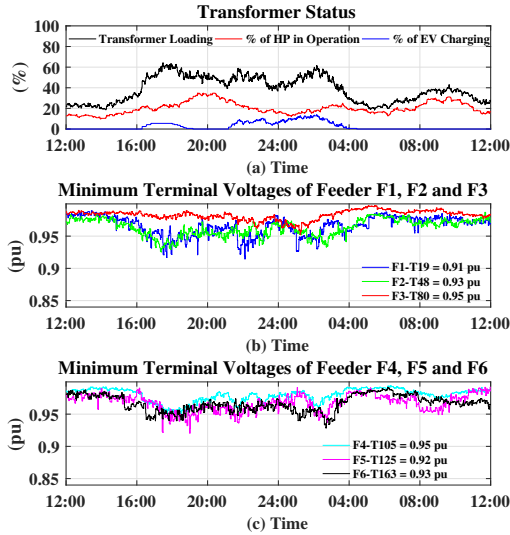 Transformer Status
100
80
60
40
20
0
(%)
Transformer Loading
% of HP in Operation
% of EV Charging
12:00 16:00 20:00 24:00 04:00 08:00 12:00
(a) Time
Minimum Terminal Voltages of Feeder F1, F2 and F3
0.95
0.9
0.85
(pu)
F1-T19 = 0.91 pu
F2-T48 = 0.93 pu
F3-T80 = 0.95 pu
12:00 16:00 20:00 24:00 04:00 08:00 12:00
(b) Time
Minimum Terminal Voltages of Feeder F4, F5 and F6
0.95
0.9
0.85
(pu)
F4-T105 = 0.95 pu
F5-T125 = 0.92 pu
F6-T163 = 0.93 pu
12:00 16:00 20:00 24:00 04:00 08:00 12:00
(c) Time